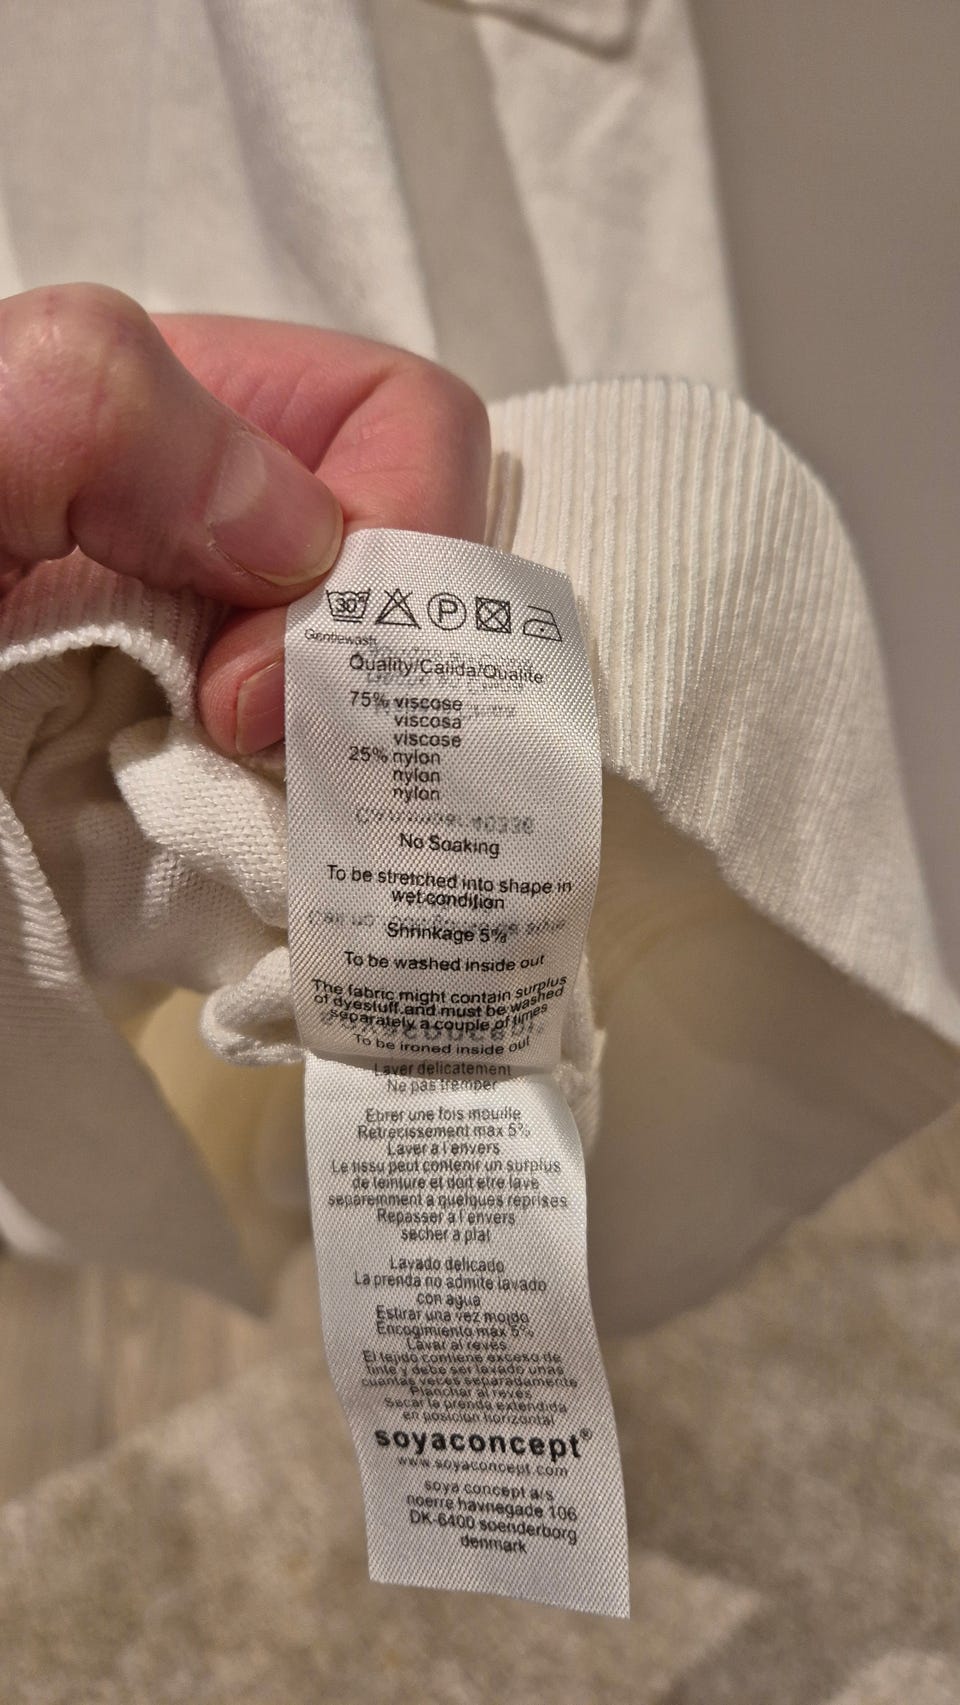 30°
P
Gentlewash
Quality/Calida/Qualite
75% viscose
viscosa
viscose
25% nylon
nylon
nylon
No Soaking
To be stretched into shape in
wet condition
Shrinkage 5%
To be washed inside out
The fabric might contain surplus
of dyestuff.and must be washed
separately a couple of times
To be ironed inside out
Laver delicatement
Ne pas trember
Etirer une fois mouille
Retrecissement max 5%
Laver a l'envers
Le tissu peut contenir un surplus
de teinture et doit etre lave
separemment a quelques reprises
Repasser a l'envers
secher a plat
Lavado delicado
La prenda no admite lavado
con agua
Estirar una vez mojdo
Encogimiento max 5%
Lavar al reves
El tejido contiene exceso de
tinte y debe ser lavado unas
cuantas veces separadamente
Planchar al reves
Secar la prenda extendida
en posicion horizontal
soyaconcept®
www.soyaconcept.com
soya concept a/s
noerre havnegade 106
DK-6400 soenderborg
denmark